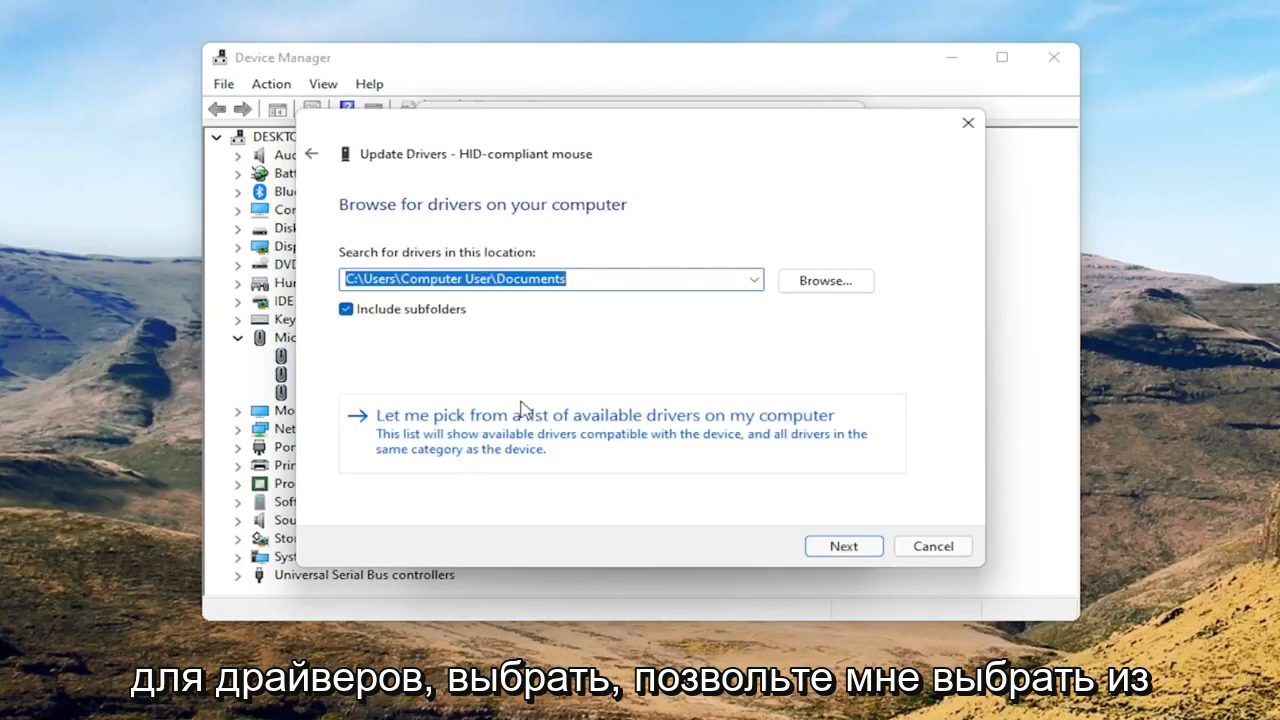 Device Manager
File Action View Help
Update Drivers - HID-compliant mouse
Browse for drivers on your computer
Search for drivers in this location:
C:\Users\Computer User\Documents
Browse...
Include subfolders
Let me pick from a list of available drivers on my computer
This list will show available drivers compatible with the device, and all drivers in the
same category as the device.
Next Cancel
DESKTO
Aud
Batt
Blu
Con
Disk
Disp
DVD
Hum
IDE
Key
Mic
Mo
Net
Por
Prin
Pro
Soft
Sou
Stor
Syst
Universal Serial Bus controllers
для драйверов, выбрать, позвольте мне выбрать из